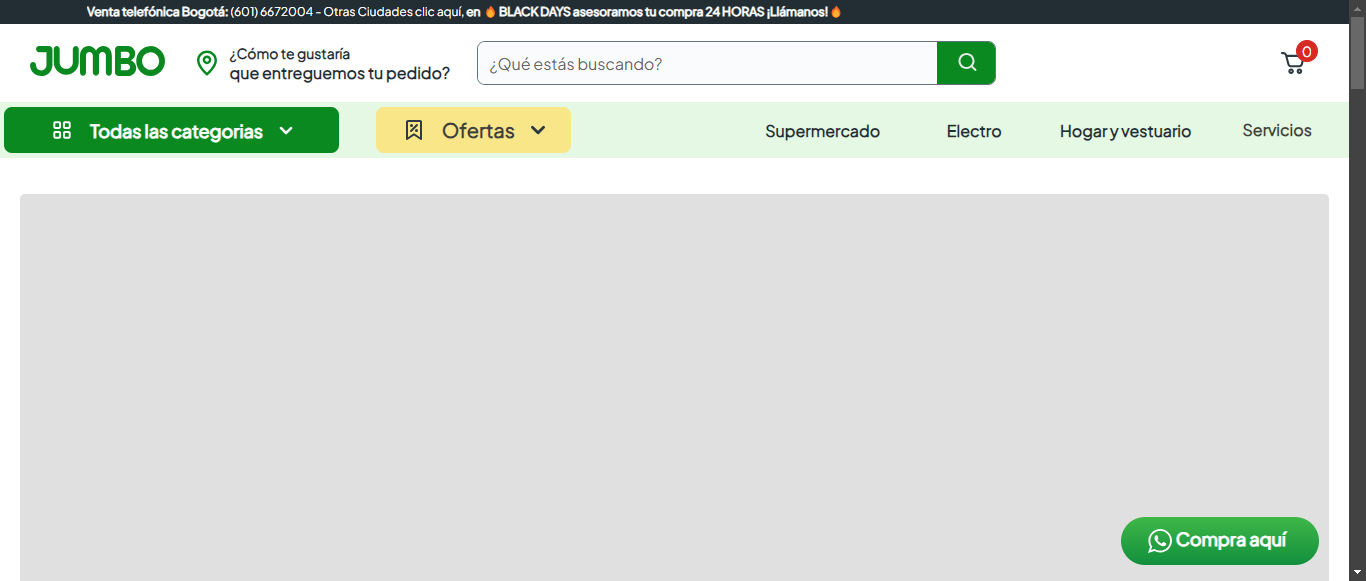 Venta telefónica Bogotá: (601) 6672004 - Otras Ciudades clic aquí, en 🔥 BLACK DAYS asesoramos tu compra 24 HORAS ¡Llámanos! 🔥
JUMBO
¿Cómo te gustaría
que entreguemos tu pedido?
¿Qué estás buscando?
0
Todas las categorias
Ofertas
Supermercado
Electro
Hogar y vestuario
Servicios
Compra aquí